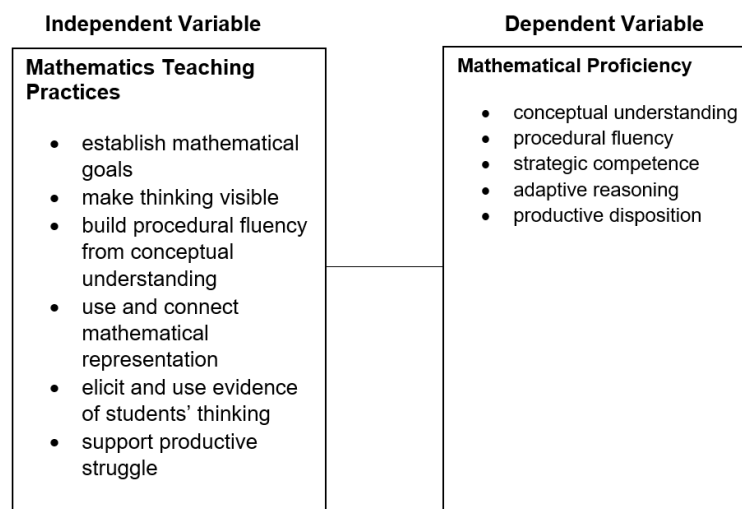 Independent Variable
Mathematics Teaching
Practices
• establish mathematical
goals
• make thinking visible
• build procedural fluency
from conceptual
understanding
• use and connect
mathematical
representation
• elicit and use evidence
of students’ thinking
• support productive
struggle
Dependent Variable
Mathematical Proficiency
• conceptual understanding
• procedural fluency
• strategic competence
• adaptive reasoning
• productive disposition